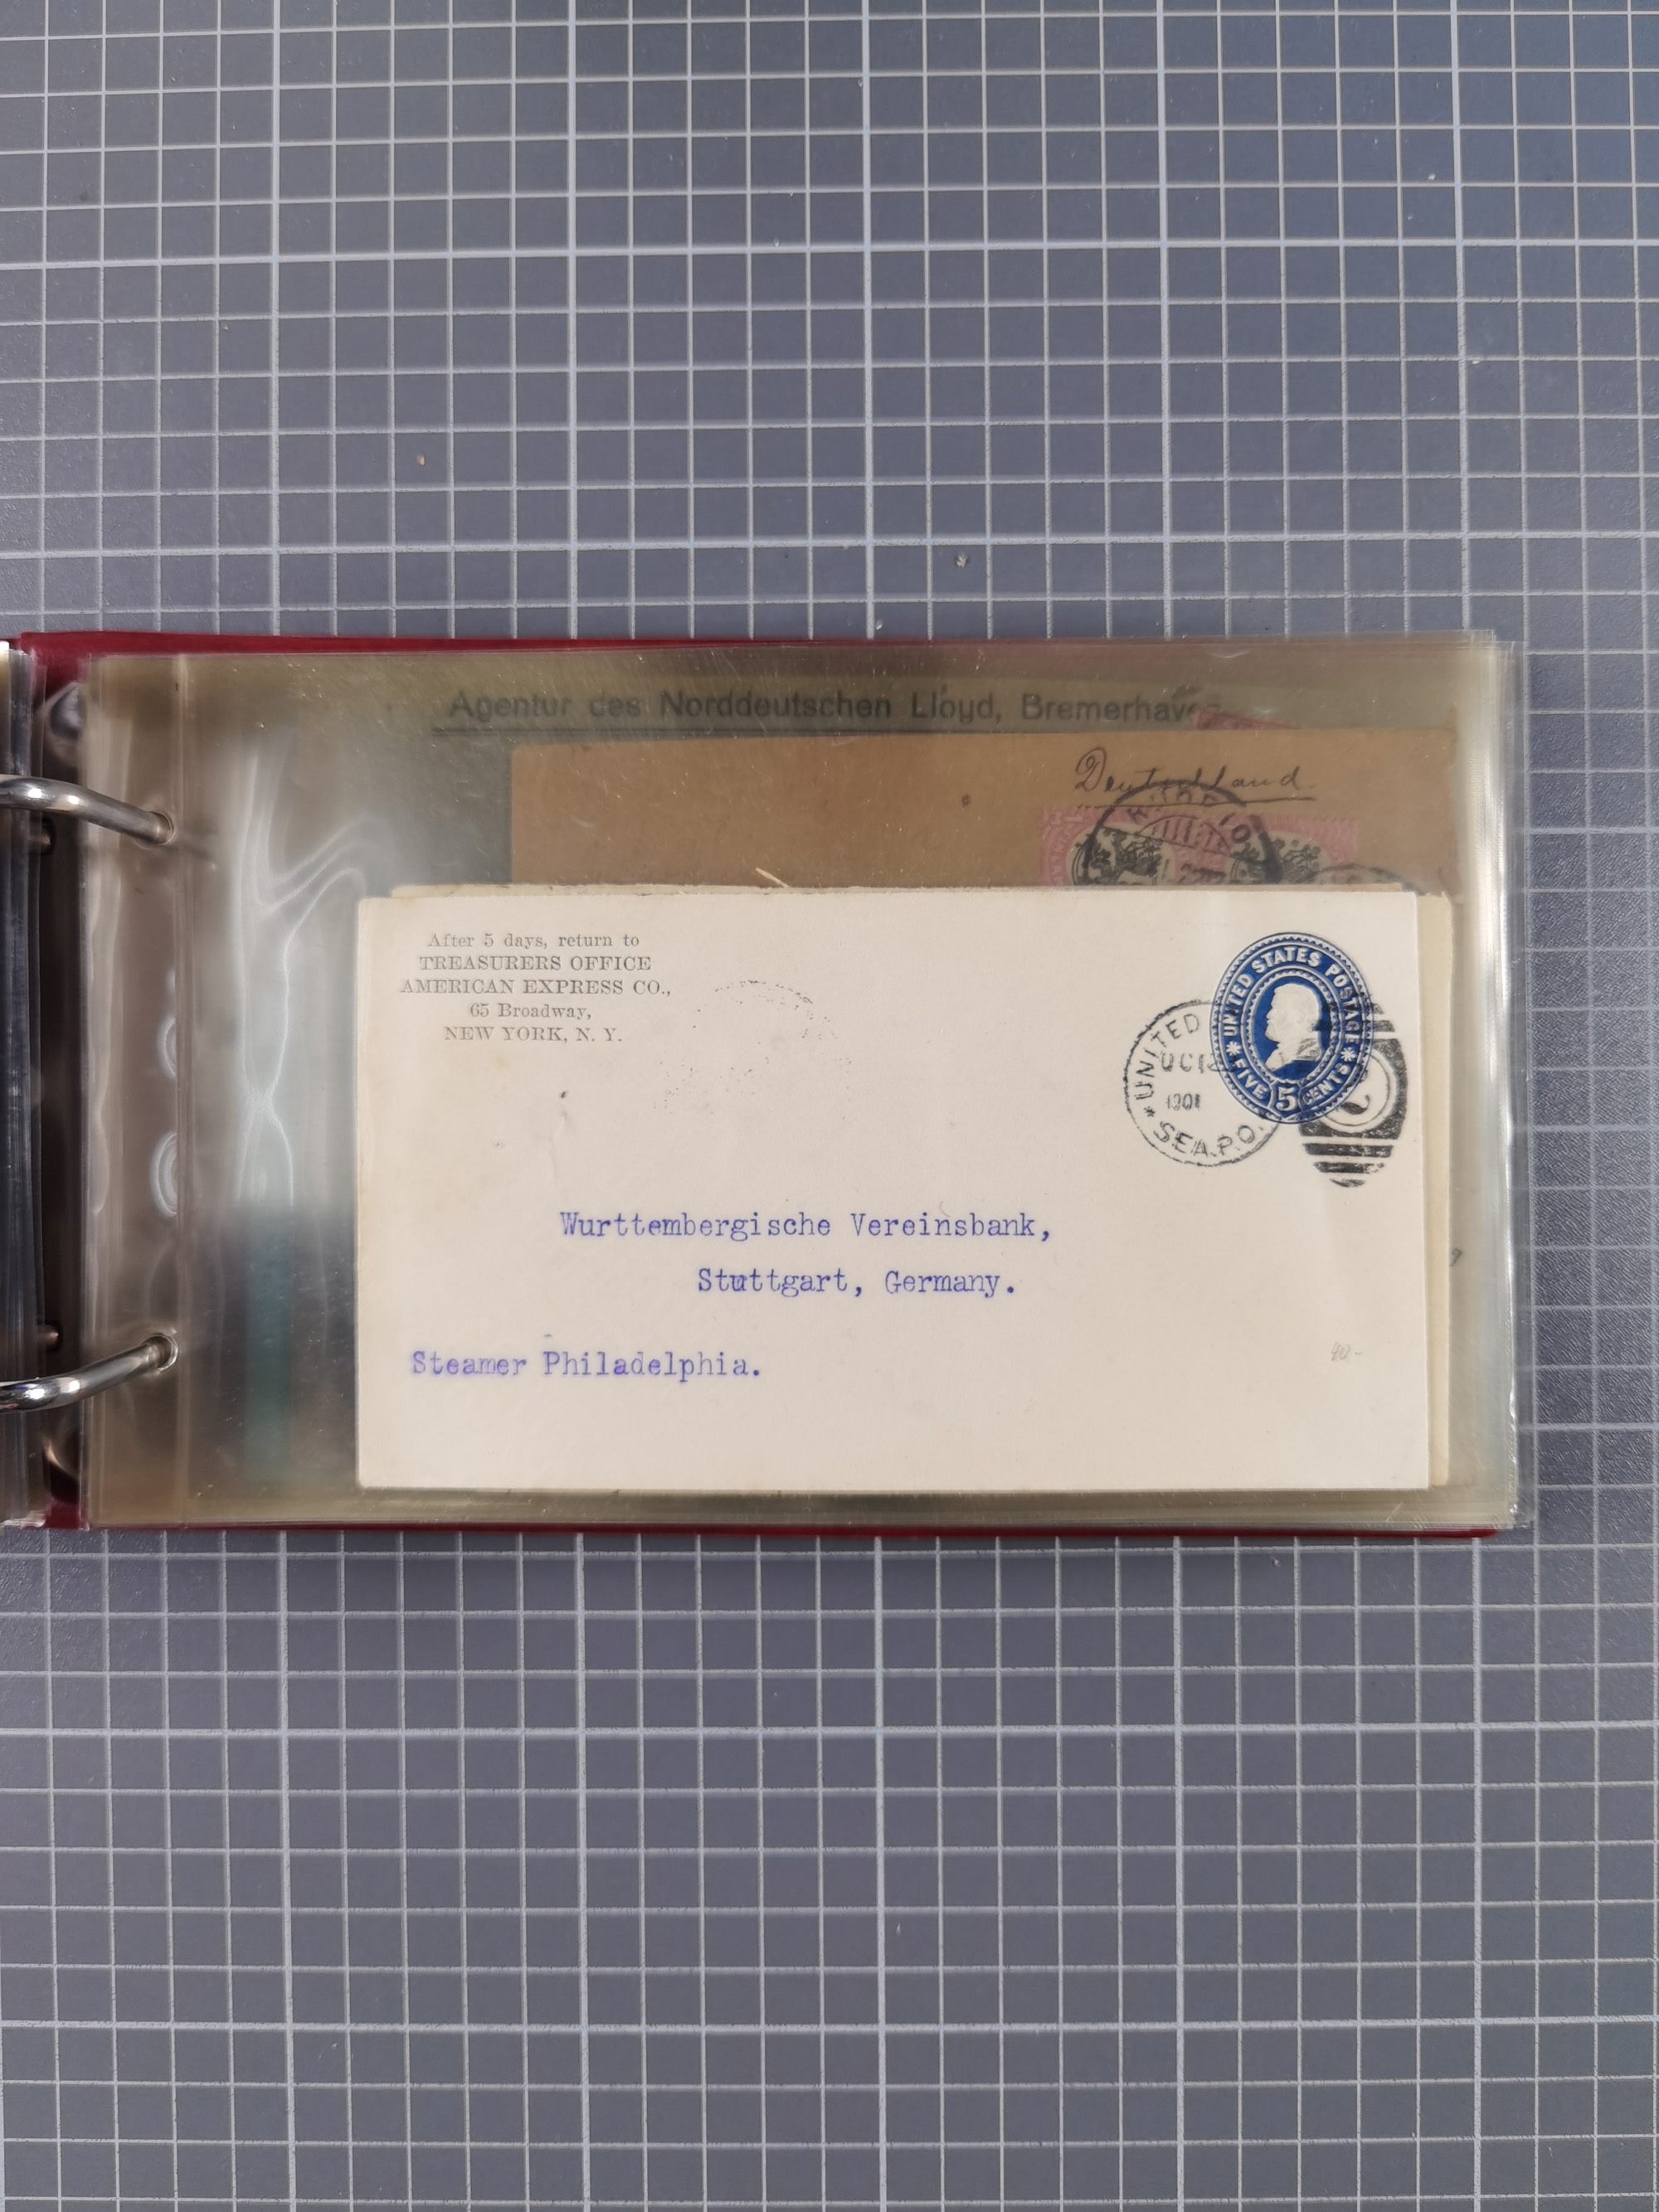 Agentur des Norddeutschen Lloyd,
Deutschland
After 5 days, return to
TREASURERS OFFICE
AMERICAN EXPRESS CO.,
65 Broadway,
NEW YORK, N. Y.
UNITED STATES POSTAGE
FIVE 5 CENTS
UNITED
1901
SEA.P.O.
2
Wurttembergische Vereinsbank,
Stuttgart, Germany.
Steamer Philadelphia.
40.-